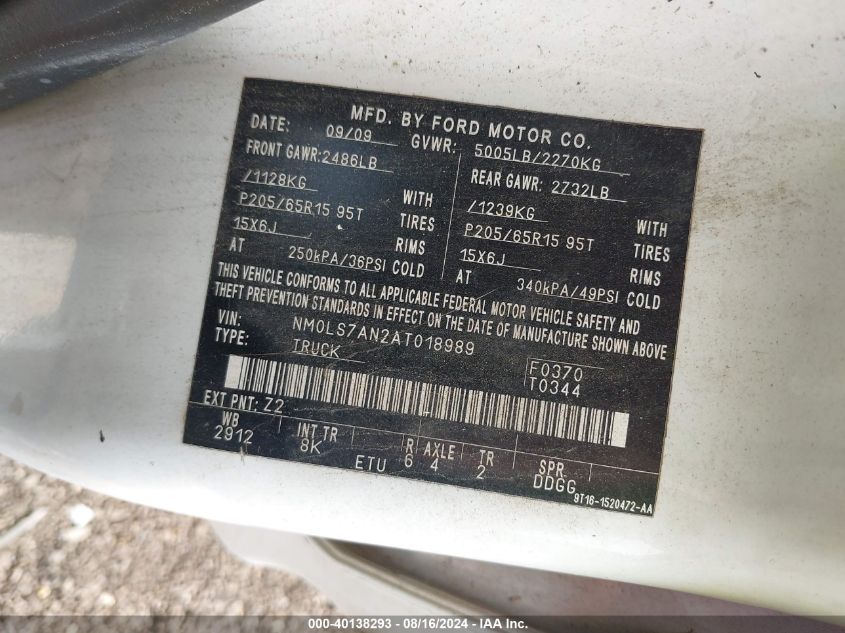 MFD. BY FORD MOTOR CO.
DATE: 09/09 GVWR: 5005LB/2270KG
FRONT GAWR: 2486LB REAR GAWR: 2732LB
/1128KG WITH /1239KG WITH
P205/65R15 95T TIRES P205/65R15 95T TIRES
15X6J RIMS 15X6J RIMS
AT 250kPA/36PSI COLD AT 340kPA/49PSI COLD
THIS VEHICLE CONFORMS TO ALL APPLICABLE FEDERAL MOTOR VEHICLE SAFETY AND
THEFT PREVENTION STANDARDS IN EFFECT ON THE DATE OF MANUFACTURE SHOWN ABOVE
VIN: NM0LS7AN2AT018989
TYPE: TRUCK F0370
T0344
EXT PNT: Z2
WB INT TR R AXLE TR SPR
2912 8K 6 4 2 DDGG
ETU
9T16-1520472-AA
000-40138293 - 08/16/2024 - IAA Inc.